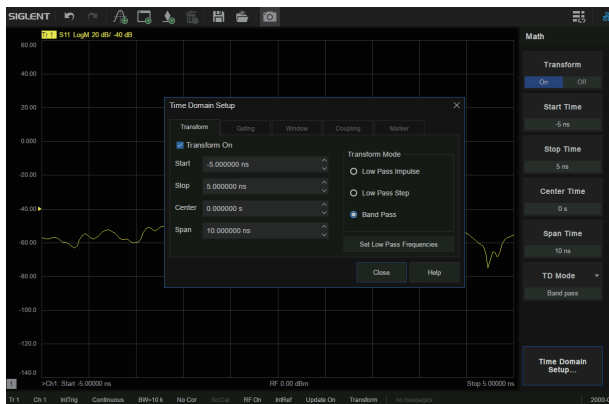 SIGLENT
Tr 1 S11 LogM 20 dB/ -40 dB
Math
60.00
40.00
20.00
0.000
-20.00
-40.00
-60.00
-80.00
-100.0
-120.0
-140.0
Time Domain Setup
Transform Gating Window Coupling Marker
Transform On
Start -5.000000 ns
Stop 5.000000 ns
Center 0.000000 s
Span 10.000000 ns
Transform Mode
Low Pass Impulse
Low Pass Step
Band Pass
Set Low Pass Frequencies
Close Help
Transform
On Off
Start Time
-5 ns
Stop Time
5 ns
Center Time
0 s
Span Time
10 ns
TD Mode
Band pass
Time Domain
Setup...
1 >Ch1: Start -5.00000 ns RF 0.00 dBm Stop 5.00000 ns
Tr 1 Ch 1 IntTrig Continuous BW=10 k No Cor SrcCal RF On IntRef Update On Transform no messages 2000-0